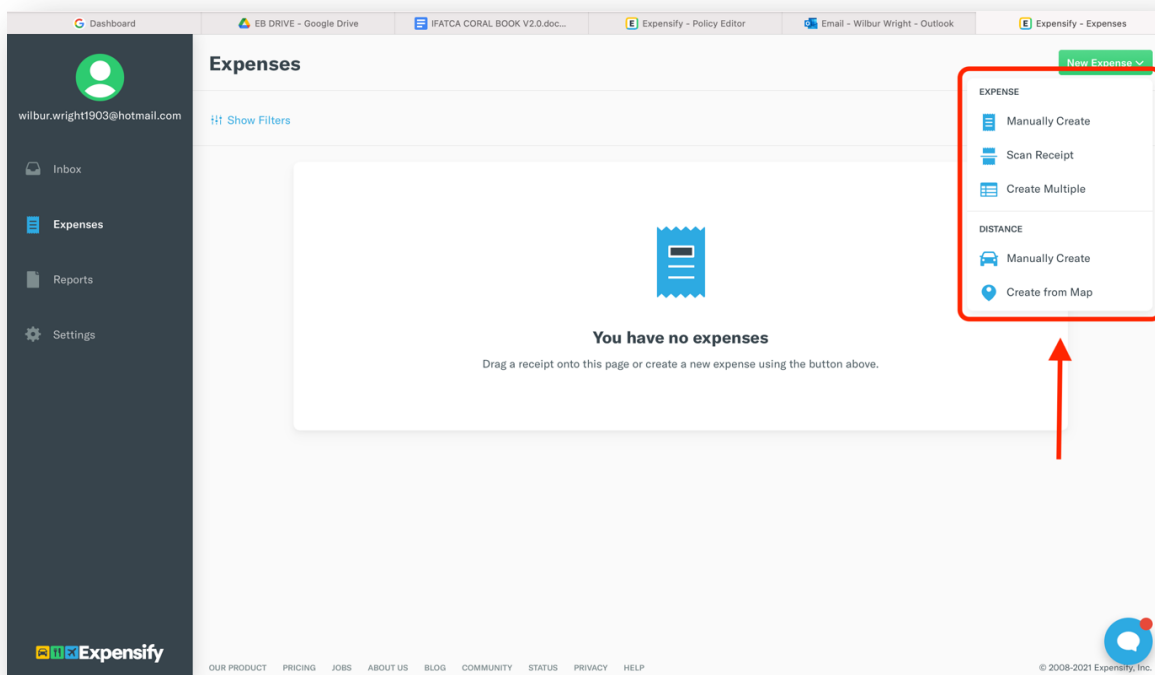 Dashboard
EB DRIVE - Google Drive
IFATCA CORAL BOOK V2.0.doc...
Expensify - Policy Editor
Email - Wilbur Wright - Outlook
Expensify - Expenses
wilbur.wright1903@hotmail.com
Inbox
Expenses
Reports
Settings
Expensify
Expenses
New Expense
Show Filters
EXPENSE
Manually Create
Scan Receipt
Create Multiple
DISTANCE
Manually Create
Create from Map
You have no expenses
Drag a receipt onto this page or create a new expense using the button above.
OUR PRODUCT PRICING JOBS ABOUT US BLOG COMMUNITY STATUS PRIVACY HELP
© 2008-2021 Expensify, Inc.